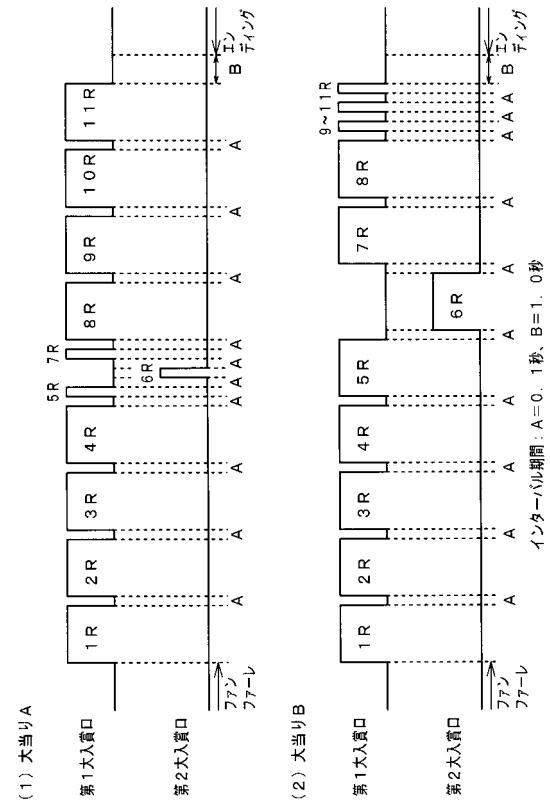 (1)大当りA
第1大入賞口
1R
2R
3R
4R
5R
7R
8R
9R
10R
11R
第2大入賞口
6R
ファン
ファーレ
A
A
A
A
A
A
A
A
A
A
B
エン
ディング
(2)大当りB
第1大入賞口
1R
2R
3R
4R
5R
7R
8R
9~11R
第2大入賞口
6R
ファン
ファーレ
A
A
A
A
A
A
A
A
A
A
B
エン
ディング
インターバル期間:A=0.1秒、B=1.0秒